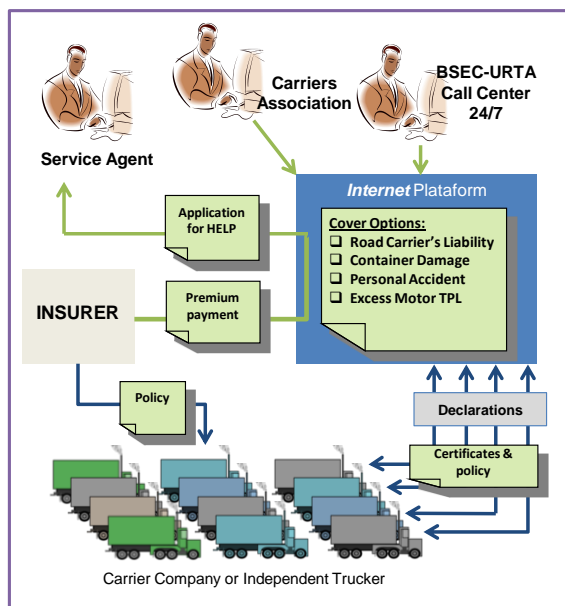 BSEC-URTA
Call Center
24/7
Carriers
Association
Service Agent
Internet Plataform
Application
for HELP
Cover Options:
❑ Road Carrier's Liability
❑ Container Damage
❑ Personal Accident
❑ Excess Motor TPL
INSURER
Premium
payment
Policy
Declarations
Certificates &
policy
Carrier Company or Independent Trucker